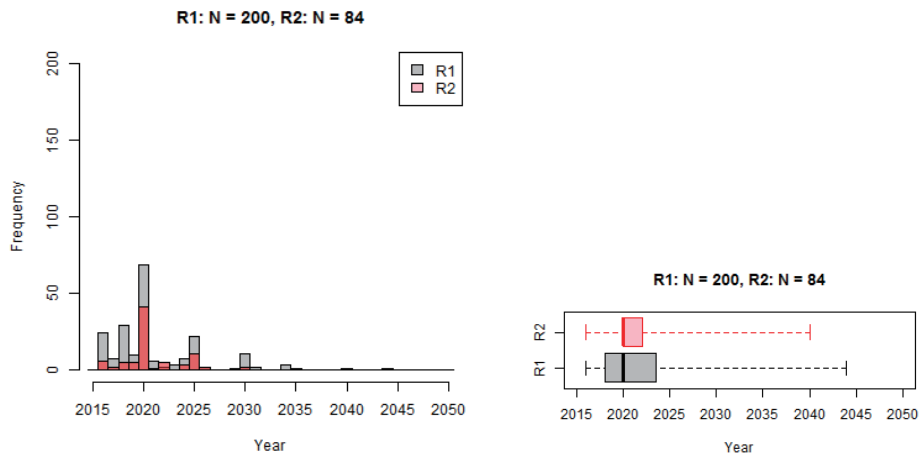 R1: N = 200, R2: N = 84
R1
R2
Frequency
200
150
100
50
0
2015 2020 2025 2030 2035 2040 2045 2050
Year
R1: N = 200, R2: N = 84
R2
R1
2015 2020 2025 2030 2035 2040 2045 2050
Year